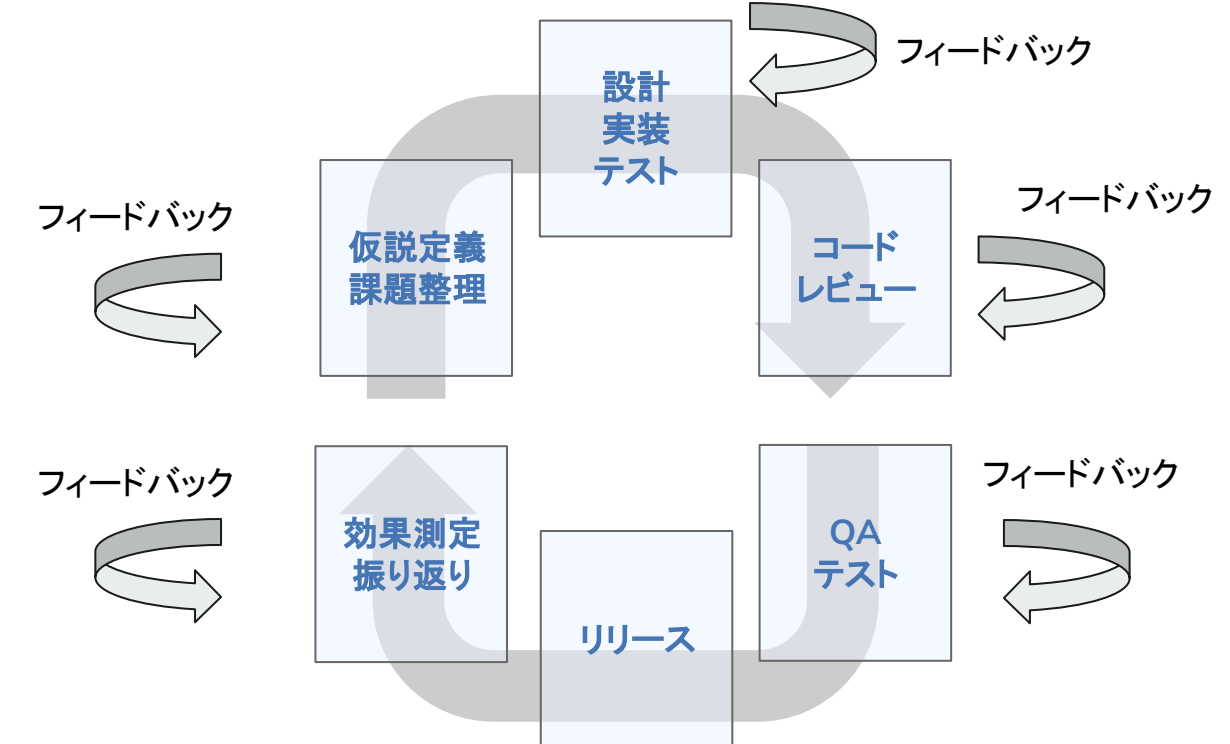 フィードバック
設計
実装
テスト
フィードバック
フィードバック
仮説定義
課題整理
コード
レビュー
フィードバック
フィードバック
効果測定
振り返り
QA
テスト
リリース